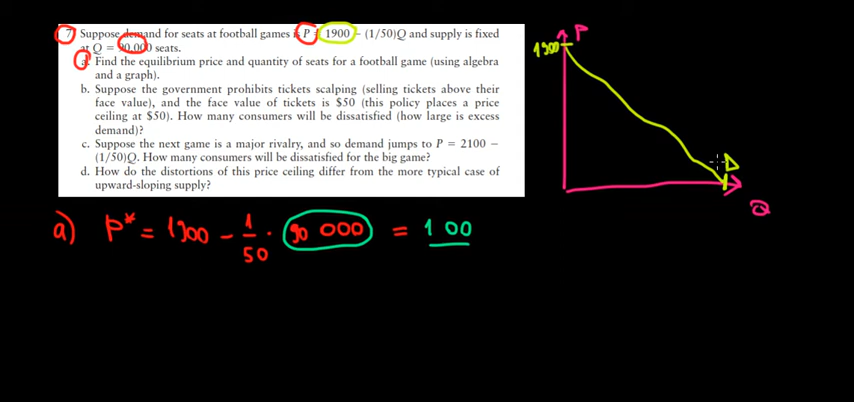 7. Suppose demand for seats at football games is P = 1900 – (1/50)Q and supply is fixed
at Q = 90,000 seats.
a. Find the equilibrium price and quantity of seats for a football game (using algebra
and a graph).
b. Suppose the government prohibits tickets scalping (selling tickets above their
face value), and the face value of tickets is $50 (this policy places a price
ceiling at $50). How many consumers will be dissatisfied (how large is excess
demand)?
c. Suppose the next game is a major rivalry, and so demand jumps to P = 2100 –
(1/50)Q. How many consumers will be dissatisfied for the big game?
d. How do the distortions of this price ceiling differ from the more typical case of
upward-sloping supply?
P
1900
D
Q
a) P* = 1900 - 1/50 · 90 000 = 100